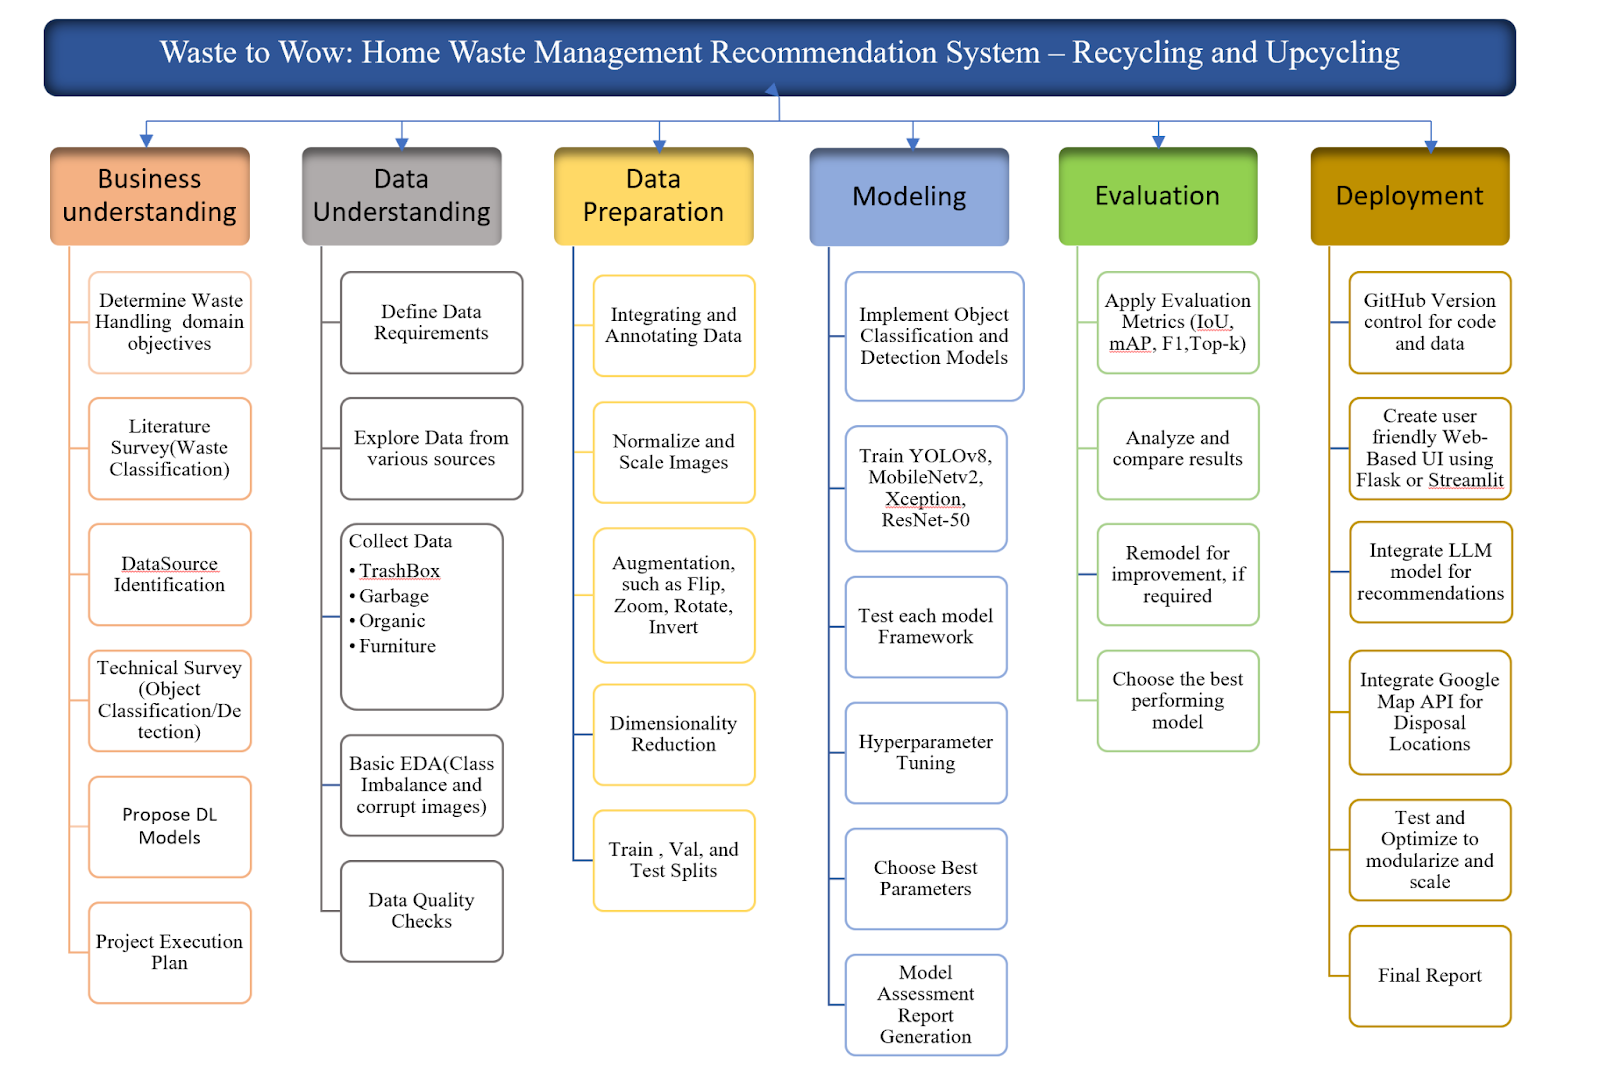 Waste to Wow: Home Waste Management Recommendation System – Recycling and Upcycling
Business
understanding
Determine Waste
Handling domain
objectives
Literature
Survey(Waste
Classification)
DataSource
Identification
Technical Survey
(Object
Classification/De
tection)
Propose DL
Models
Project Execution
Plan
Data
Understanding
Define Data
Requirements
Explore Data from
various sources
Collect Data
• TrashBox
• Garbage
• Organic
• Furniture
Basic EDA(Class
Imbalance and
corrupt images)
Data Quality
Checks
Data
Preparation
Integrating and
Annotating Data
Normalize and
Scale Images
Augmentation,
such as Flip,
Zoom, Rotate,
Invert
Dimensionality
Reduction
Train , Val, and
Test Splits
Modeling
Implement Object
Classification and
Detection Models
Train YOLOv8,
MobileNetv2,
Xception,
ResNet-50
Test each model
Framework
Hyperparameter
Tuning
Choose Best
Parameters
Model
Assessment
Report
Generation
Evaluation
Apply Evaluation
Metrics (IoU,
mAP, F1,Top-k)
Analyze and
compare results
Remodel for
improvement, if
required
Choose the best
performing
model
Deployment
GitHub Version
control for code
and data
Create user
friendly Web-
Based UI using
Flask or Streamlit
Integrate LLM
model for
recommendations
Integrate Google
Map API for
Disposal
Locations
Test and
Optimize to
modularize and
scale
Final Report